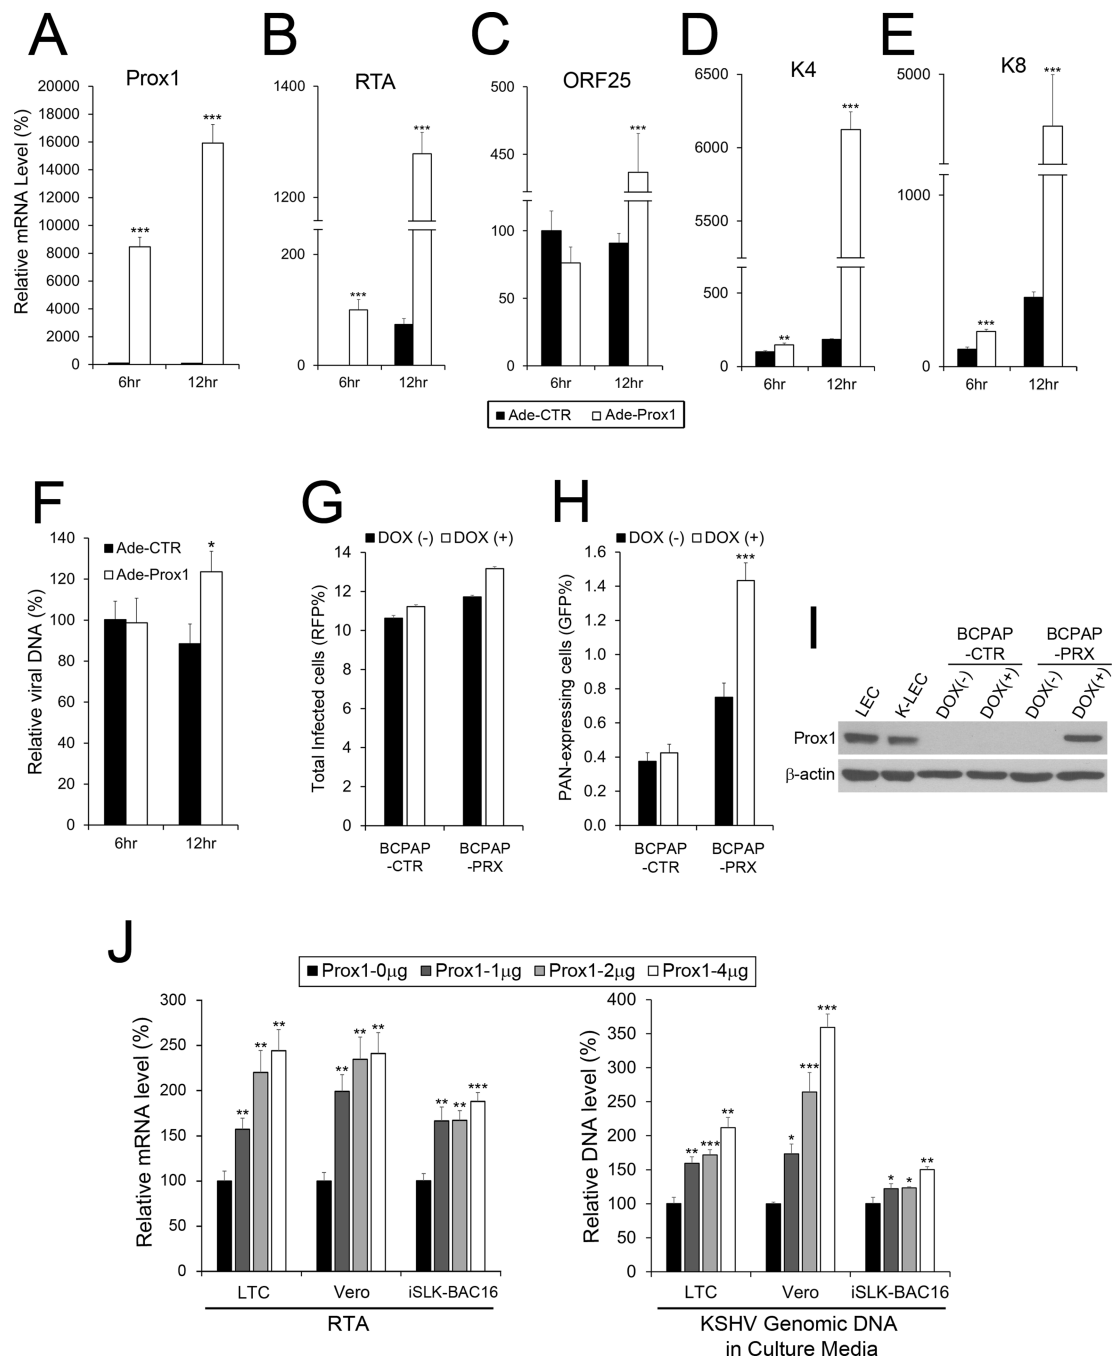 A
B
C
D
E
Prox1
RTA
ORF25
K4
K8
Relative mRNA Level (%)
20000
18000
16000
14000
12000
10000
8000
6000
4000
2000
0
***
***
6hr
12hr
1400
1200
200
0
***
***
6hr
12hr
500
450
100
50
0
***
6hr
12hr
6500
6000
5500
500
0
**
***
6hr
12hr
5000
1000
0
***
***
6hr
12hr
Ade-CTR Ade-Prox1
F
G
H
I
Relative viral DNA (%)
140
120
100
80
60
40
20
0
Ade-CTR
Ade-Prox1
*
6hr
12hr
DOX (-) DOX (+)
Total Infected cells (RFP%)
14
12
10
8
6
4
2
0
BCPAP
-CTR
BCPAP
-PRX
DOX (-) DOX (+)
PAN-expressing cells (GFP%)
1.6
1.4
1.2
1.0
0.8
0.6
0.4
0.2
0.0
***
BCPAP
-CTR
BCPAP
-PRX
BCPAP
-CTR
BCPAP
-PRX
LEC
K-LEC
DOX(-)
DOX(+)
DOX(-)
DOX(+)
Prox1
β-actin
J
Prox1-0µg Prox1-1µg Prox1-2µg Prox1-4µg
Relative mRNA level (%)
300
250
200
150
100
50
0
** ** **
** ** **
** ** ***
LTC
Vero
iSLK-BAC16
RTA
Relative DNA level (%)
400
350
300
250
200
150
100
50
0
** *** **
* *** ***
* * **
LTC
Vero
iSLK-BAC16
KSHV Genomic DNA
in Culture Media